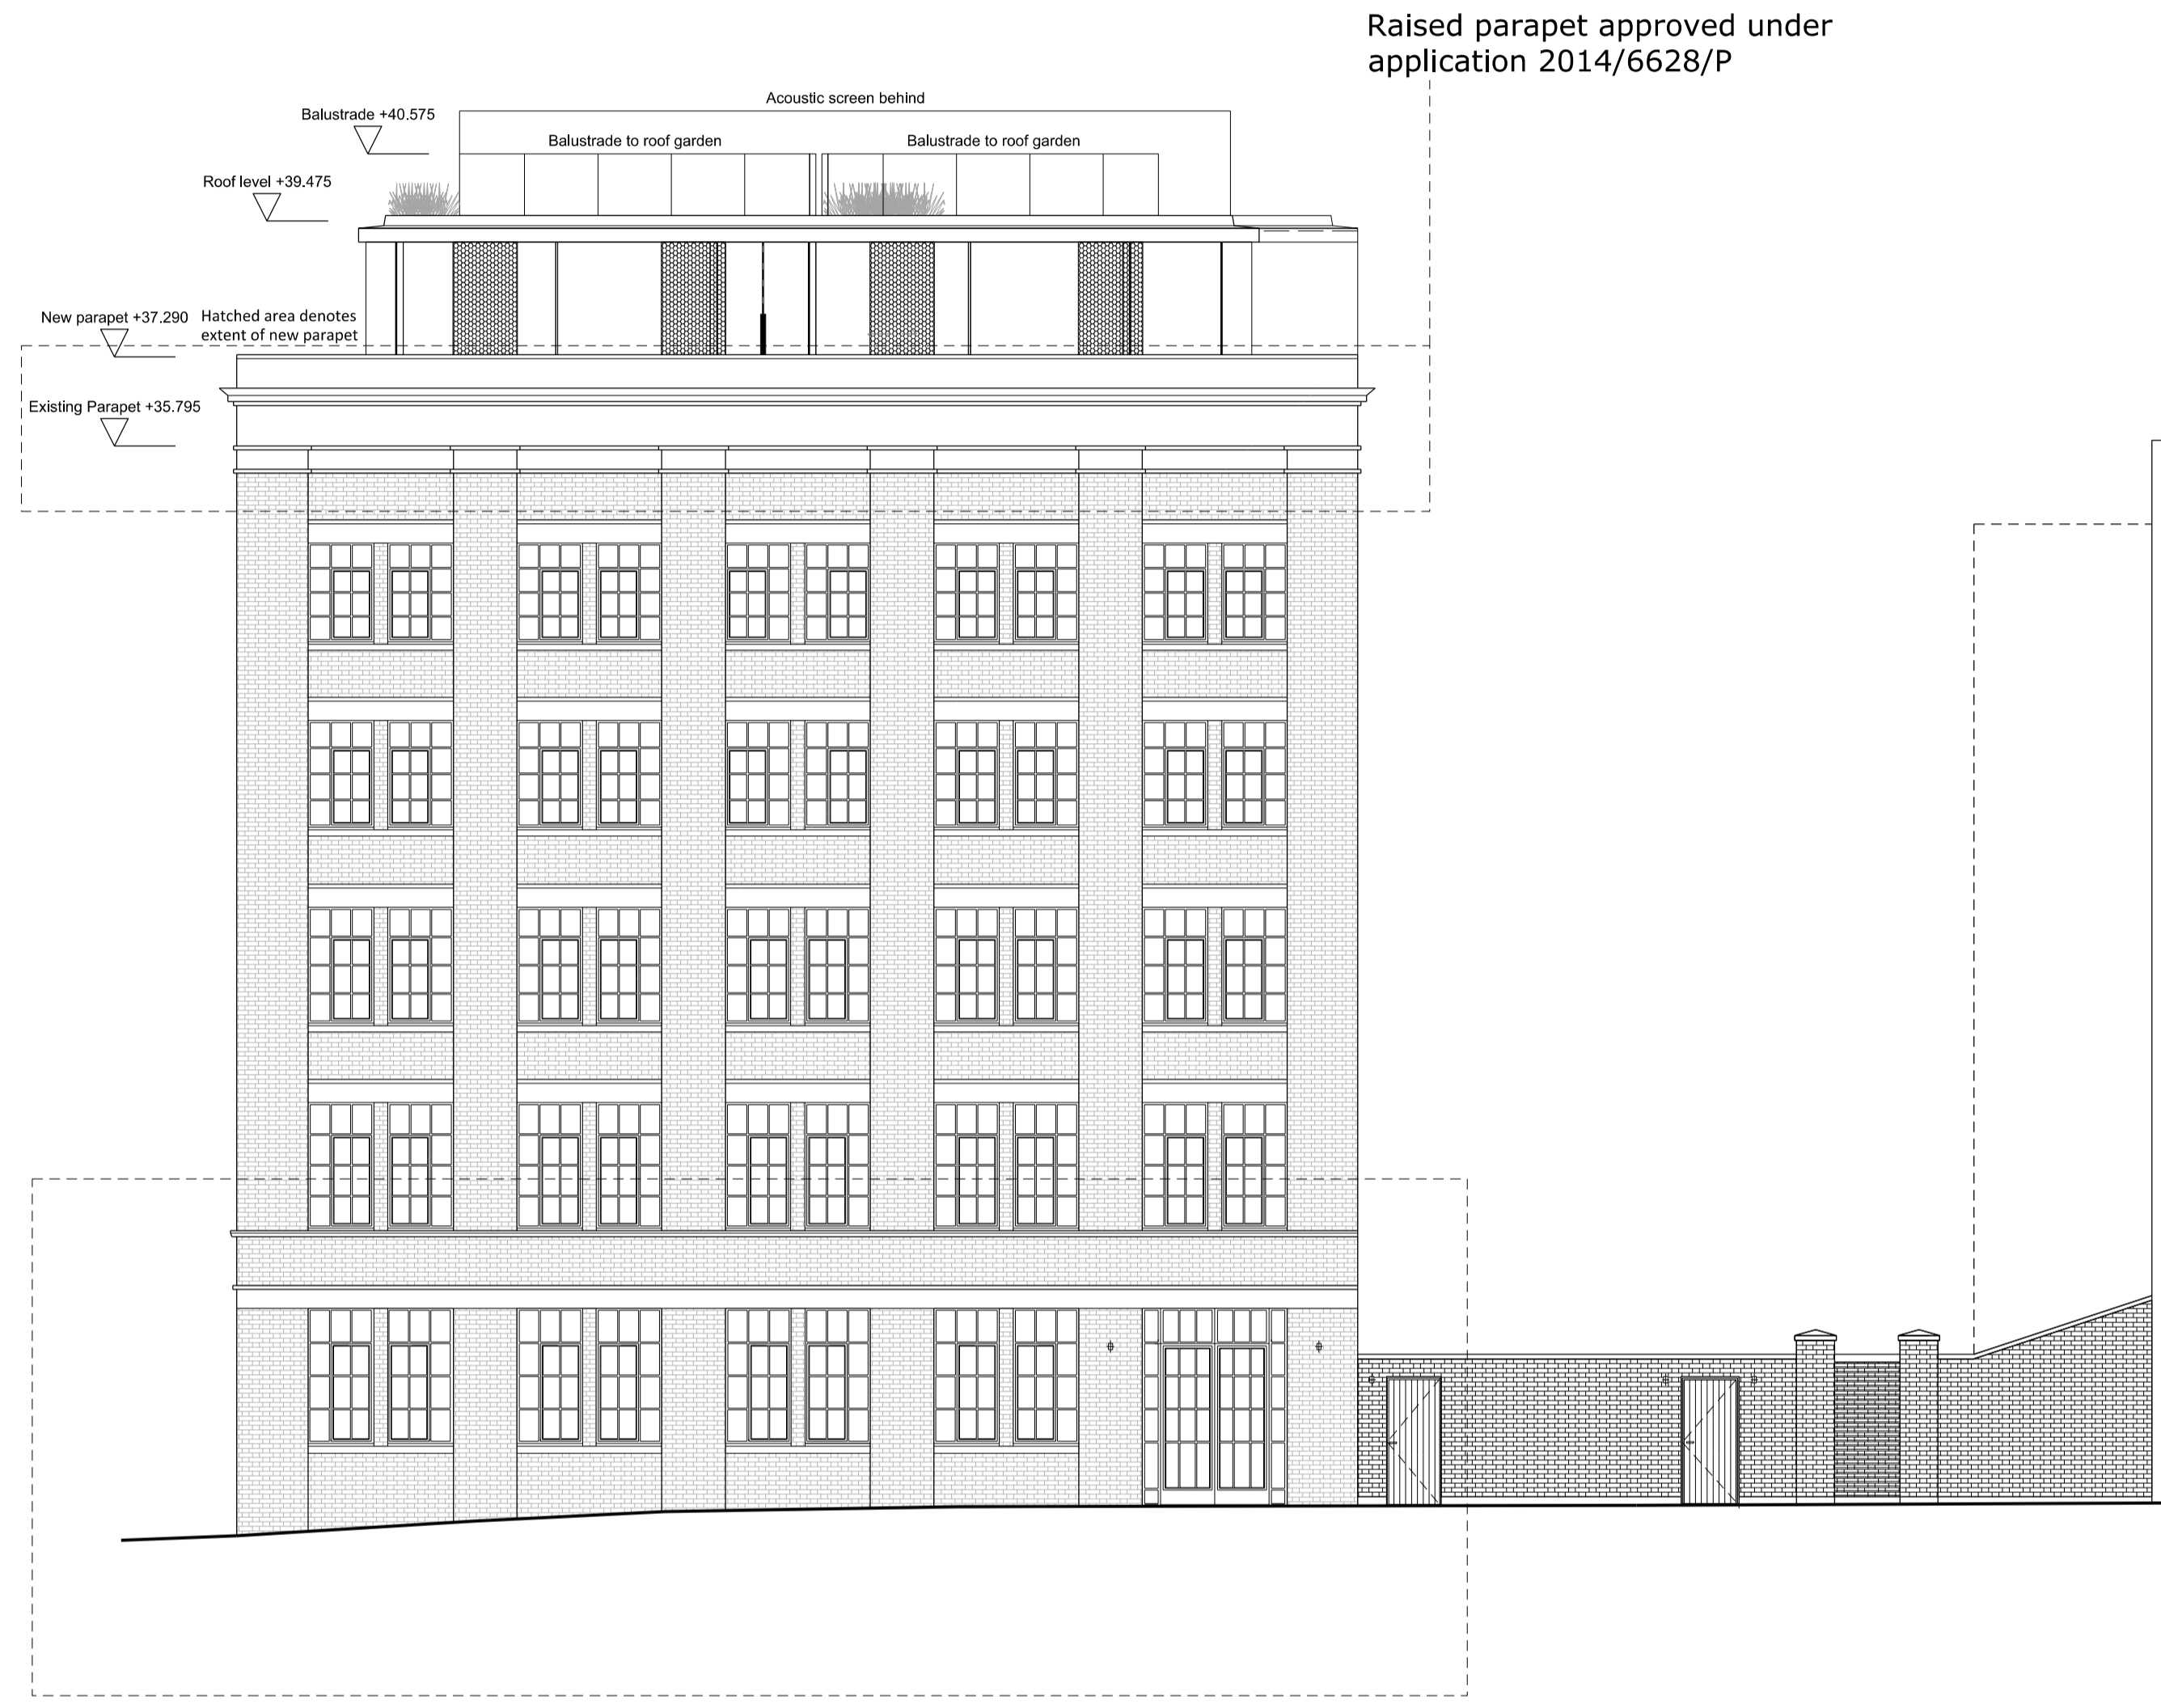 Raised parapet approved under
application 2014/6628/P
Acoustic screen behind
Balustrade +40.575
Balustrade to roof garden
Balustrade to roof garden
Roof level +39.475
New parapet +37.290
Hatched area denotes
extent of new parapet
Existing Parapet +35.795